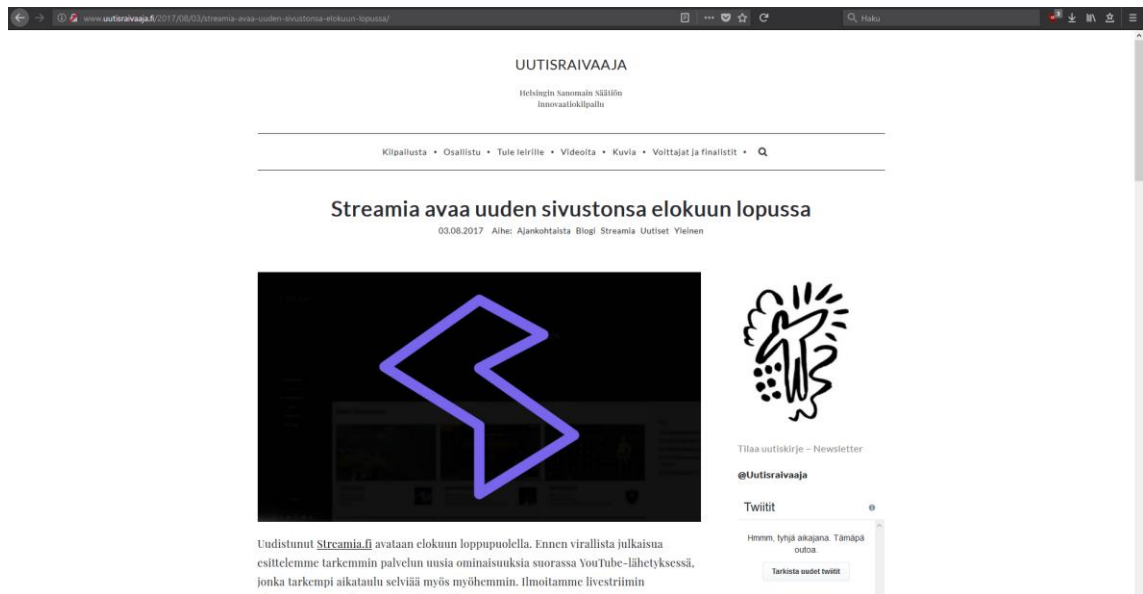 www.uutisraivaaja.fi/2017/08/03/streamia-avaa-uuden-sivustonsa-elokuun-lopussa/
Haku
UUTISRAIVAAJA
Helsingin Sanomain Säätiön
innovaatiokilpailu
Kilpailusta • Osallistu • Tule leirille • Videoita • Kuvia • Voittajat ja finalistit •
Streamia avaa uuden sivustonsa elokuun lopussa
03.08.2017 Aihe: Ajankohtaista Blogi Streamia Uutiset Yleinen
Uudistunut Streamia.fi avataan elokuun loppupuolella. Ennen virallista julkaisua
esittelemme tarkemmin palvelun uusia ominaisuuksia suorassa YouTube-lähetyksessä,
jonka tarkempi aikataulu selviää myös myöhemmin. Ilmoitamme livestriimin
Tilaa uutiskirje – Newsletter
@Uutisraivaaja
Twiitit
Hmmm, tyhjä aikajana. Tämäpä
outoa.
Tarkista uudet twiitit